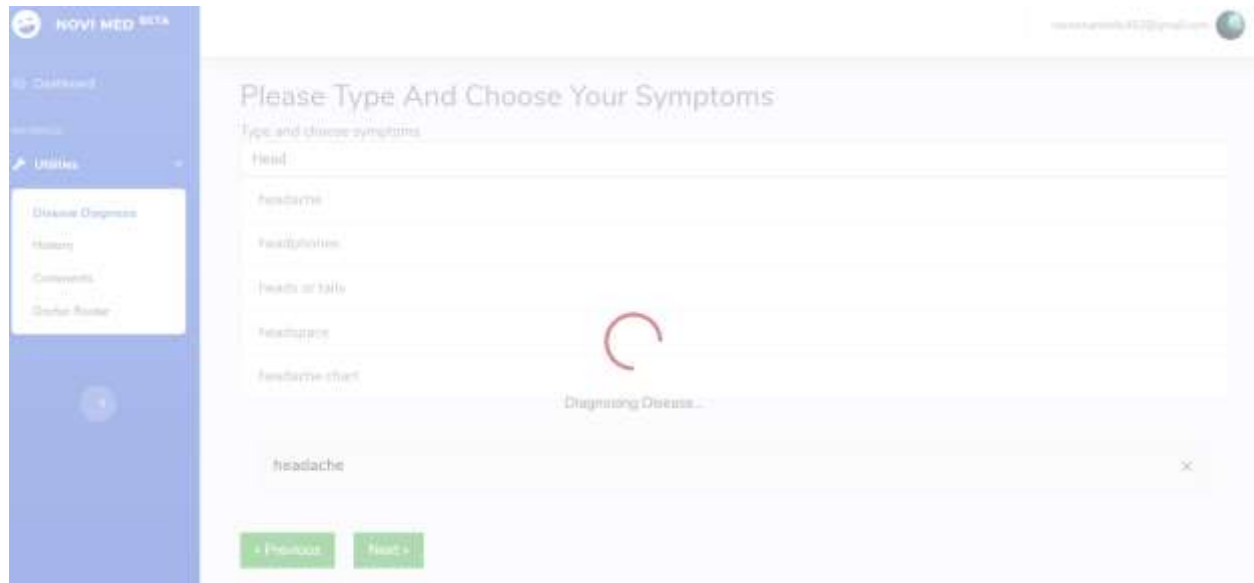 NOVI MED BETA
Dashboard
Please Type And Choose Your Symptoms
Type and choose symptoms
Utilities
Head
headache
Disease Diagnosis
headphones
History
Comments
heads or tails
Doctor
headspace
headache chart
Diagnosing Disease...
headache
« Previous
Next »